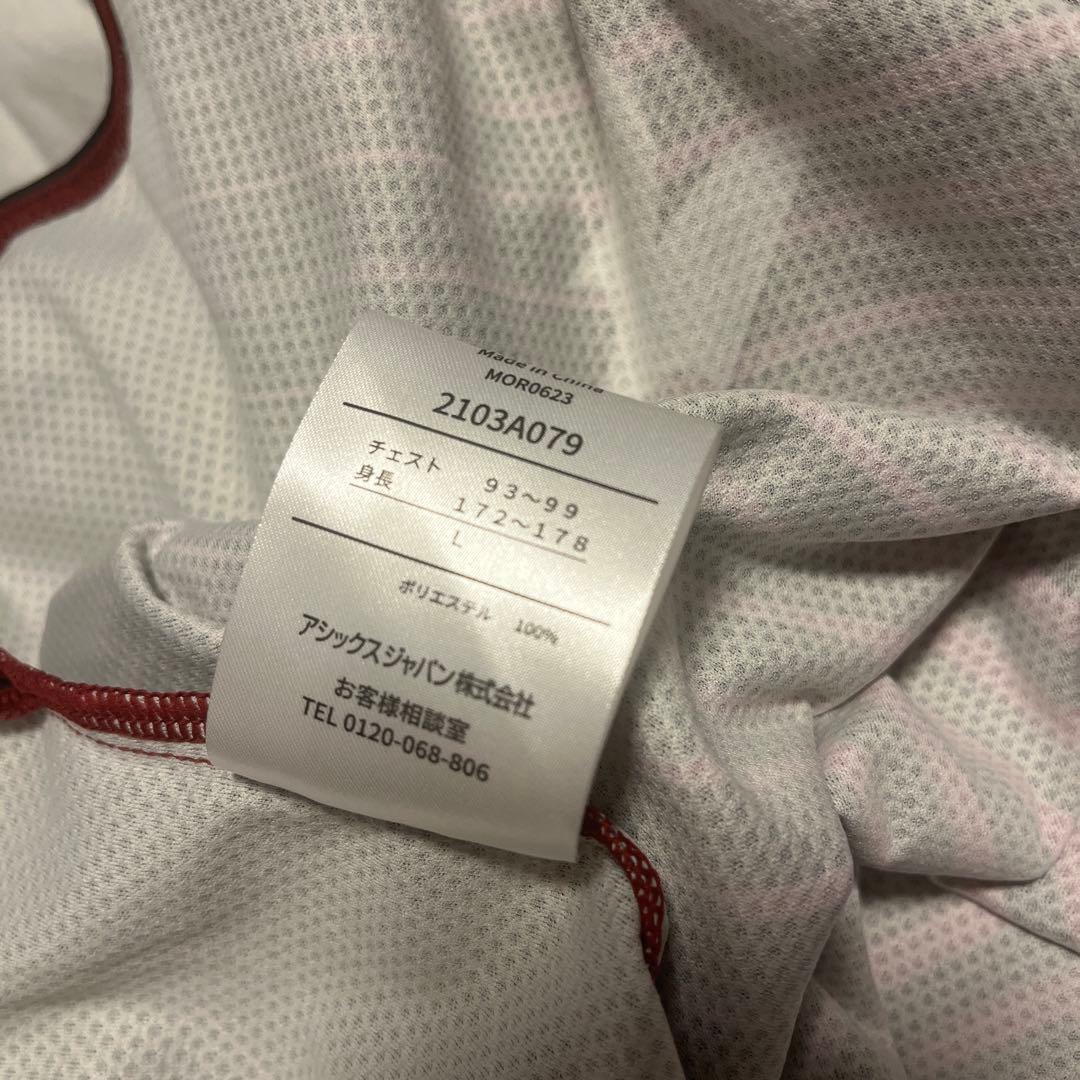 Made in China
MOR0623
2103A079
チェスト 93〜99
身長 172〜178
L
ポリエステル 100%
アシックスジャパン株式会社
お客様相談室
TEL 0120-068-806